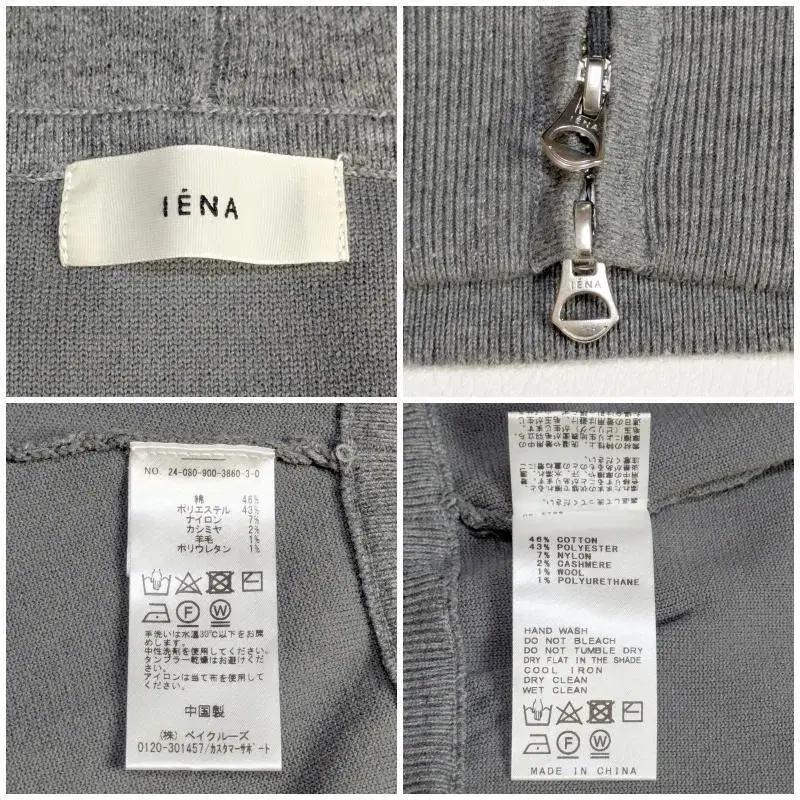 IÉNA
IÉNA
IÉNA
NO. 24-080-900-3860-3-0
綿 46%
ポリエステル 43%
ナイロン 7%
カシミヤ 2%
羊毛 1%
ポリウレタン 1%
手洗いは水温30℃以下をお薦
めします。
中性洗剤を使用してください。
タンブラー乾燥はお避けくだ
さい。
アイロンは当て布を使用して
ください。
中国製
(株) ベイクルーズ
0120-301457/カスタマーサポート
46% COTTON
43% POLYESTER
7% NYLON
2% CASHMERE
1% WOOL
1% POLYURETHANE
HAND WASH
DO NOT BLEACH
DO NOT TUMBLE DRY
DRY FLAT IN THE SHADE
COOL IRON
DRY CLEAN
WET CLEAN
MADE IN CHINA